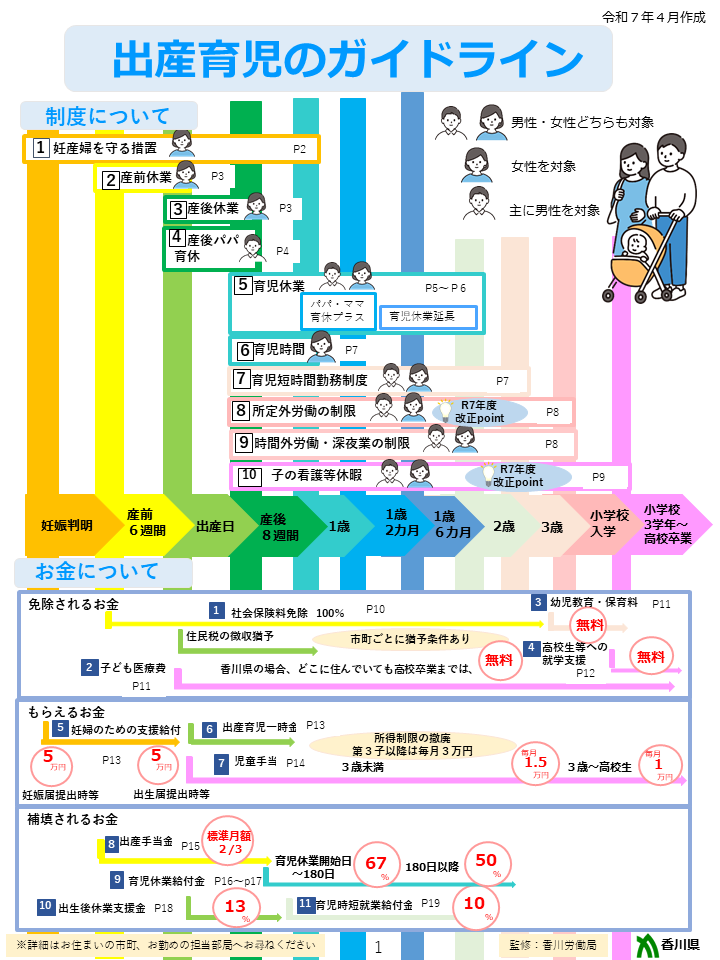 令和７年４月作成
出産育児のガイドライン
制度について
男性・女性どちらも対象
女性を対象
主に男性を対象
1 妊産婦を守る措置 P2
2 産前休業 P3
3 産後休業 P3
4 産後パパ
育休 P4
5 育児休業 P5～P６
パパ・ママ
育休プラス
育児休業延長
6 育児時間 P7
7 育児短時間勤務制度 P7
8 所定外労働の制限 R7年度
改正point P8
9 時間外労働・深夜業の制限 P8
10 子の看護等休暇 R7年度
改正point P9
妊娠判明
産前
６週間
出産日
産後
８週間
1歳
1歳
2カ月
1歳
６カ月
2歳
3歳
小学校
入学
小学校
3学年～
高校卒業
お金について
免除されるお金
1 社会保険料免除 100% P10
3 幼児教育・保育料 P11
無料
住民税の徴収猶予
市町ごとに猶予条件あり
4 高校生等への
就学支援
P12
無料
2 子ども医療費
P11
香川県の場合、どこに住んでいても高校卒業までは、
無料
もらえるお金
5 妊婦のための支援給付
P13
5
万円
妊娠届提出時等
5
万円
出生届提出時等
6 出産育児一時金 P13
所得制限の撤廃
第３子以降は毎月３万円
7 児童手当 P14
３歳未満
毎月
1.5
万円
３歳～高校生
毎月
1
万円
補填されるお金
8 出産手当金 P15
標準月額
2/3
9 育児休業給付金 P16～p17
育児休業開始日
～180日
67
%
180日以降
50
%
10 出生後休業支援金 P18
13
%
11 育児時短就業給付金 P19
10
%
※詳細はお住まいの市町、お勤めの担当部局へお尋ねください
1
監修：香川労働局
香川県